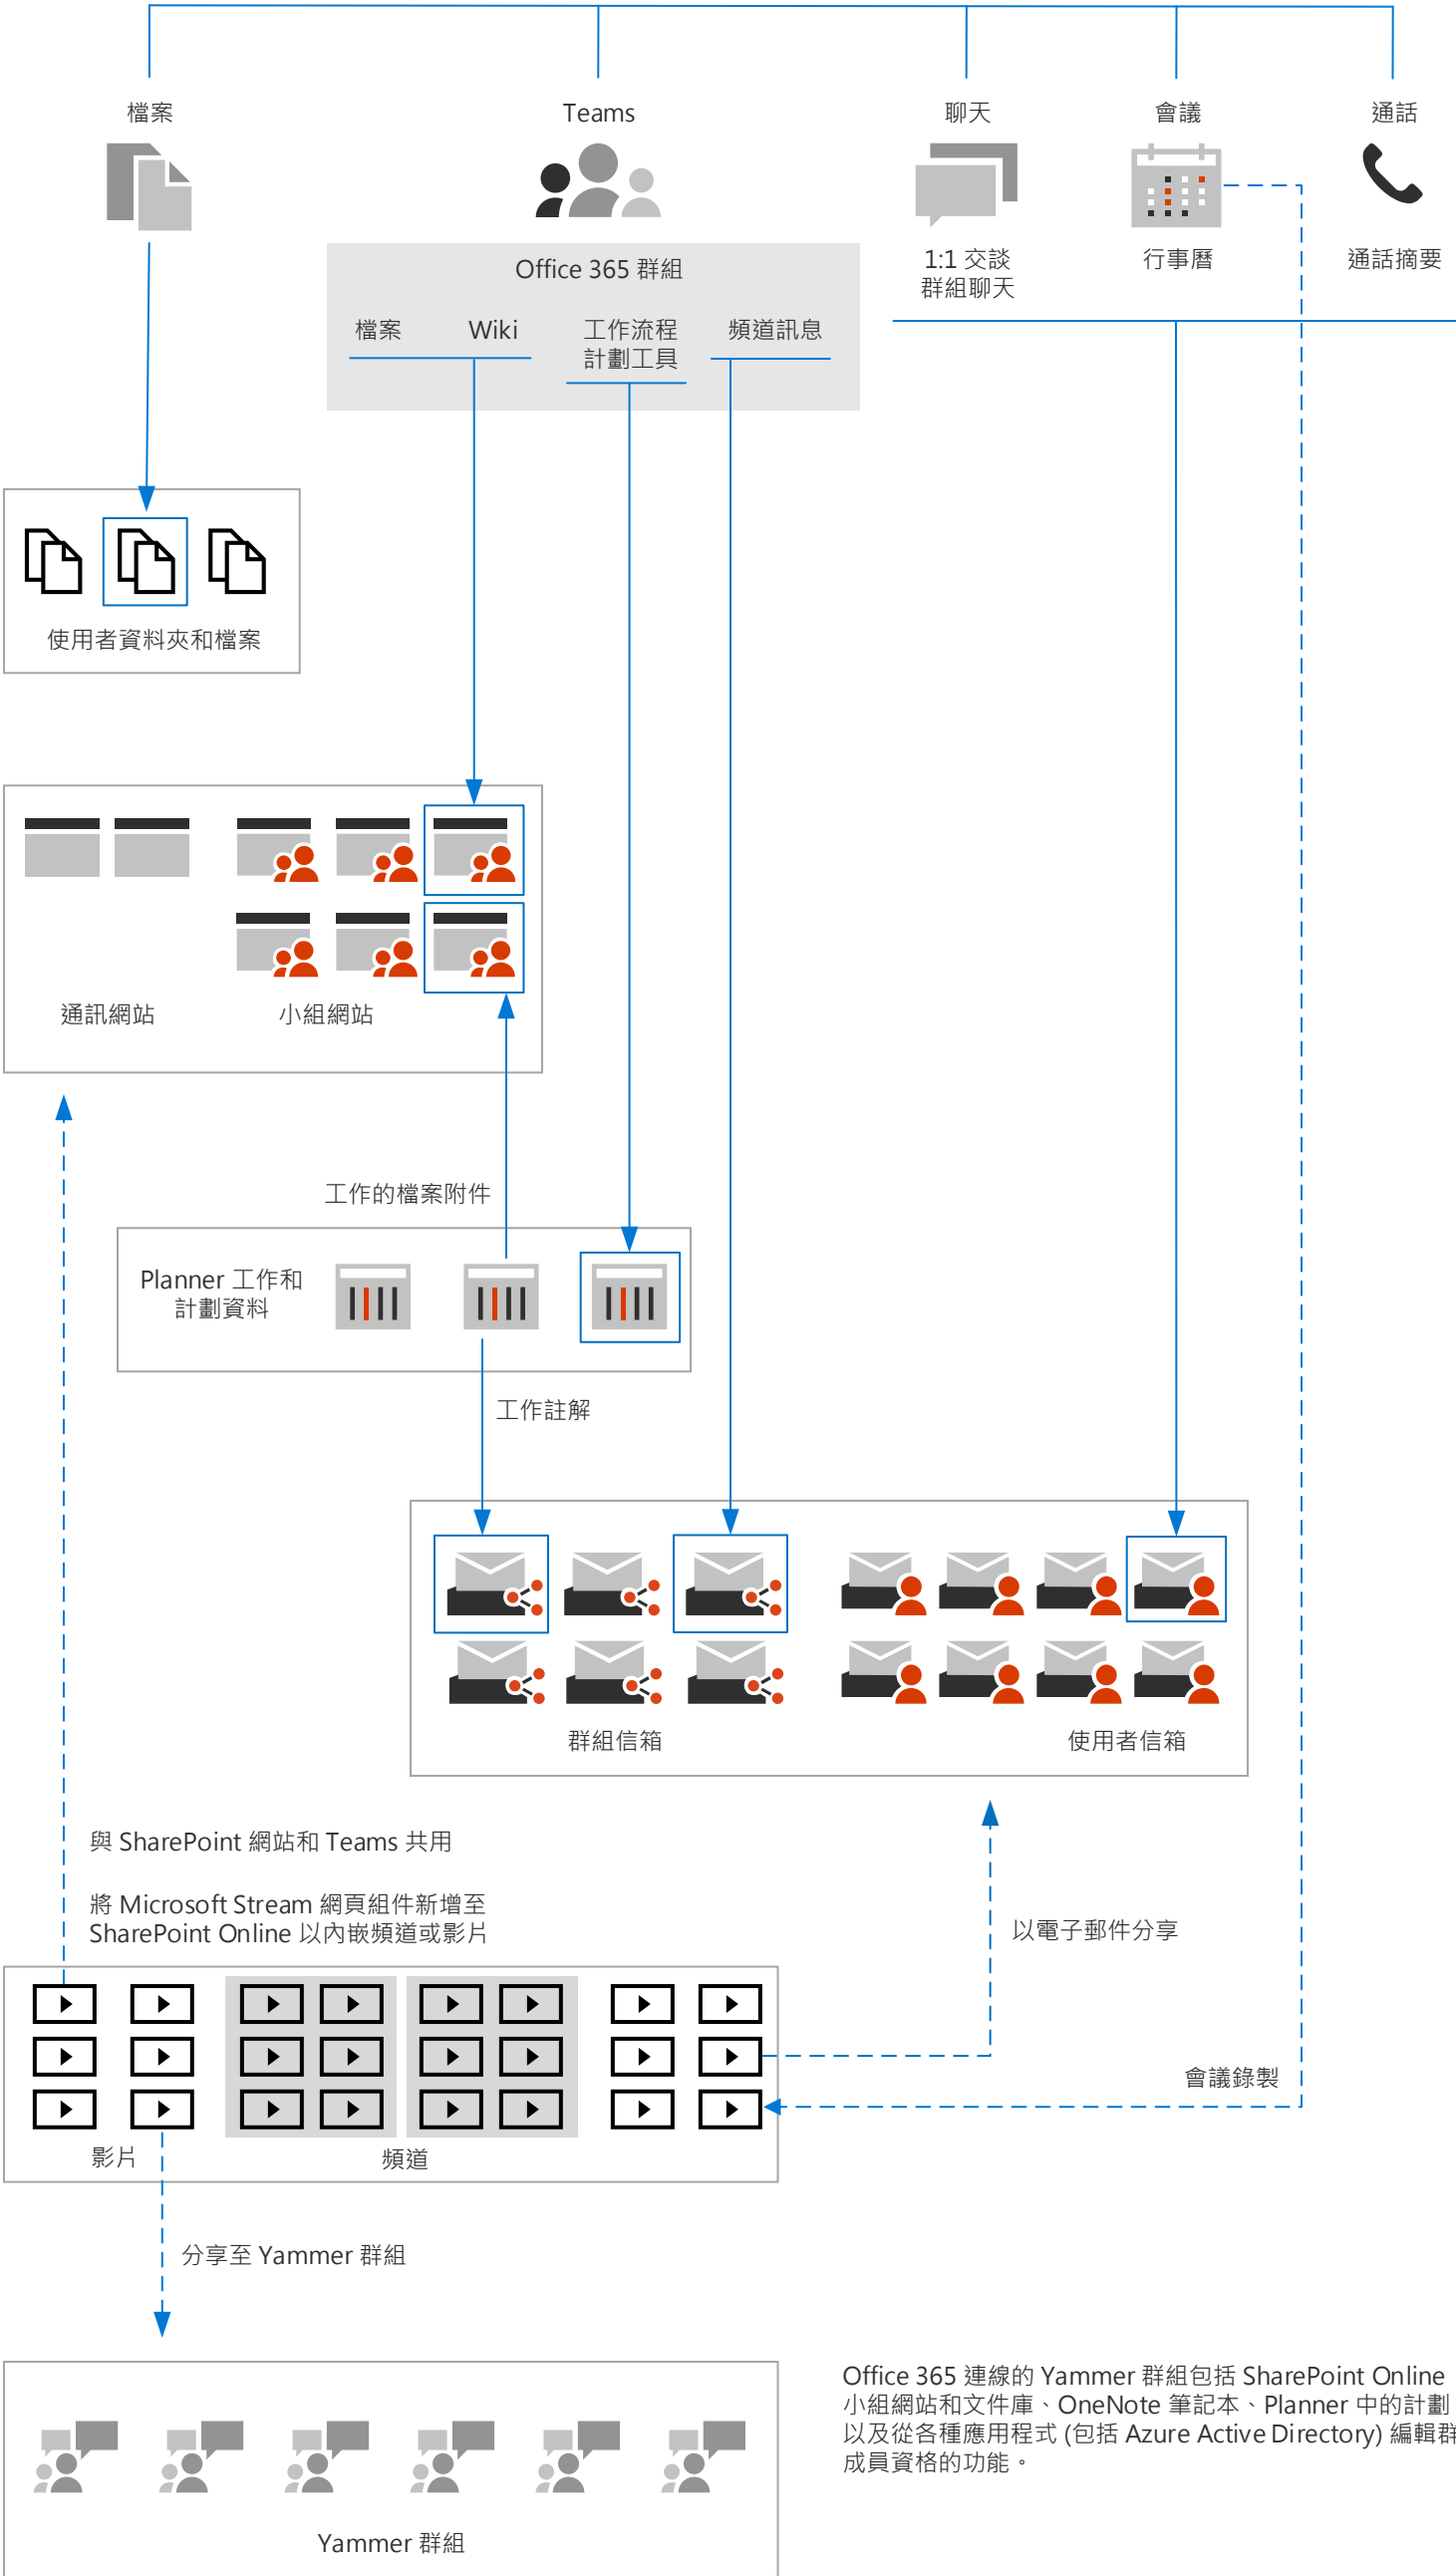 檔案
Teams
聊天
會議
通話
1:1 交談
群組聊天
行事曆
通話摘要
Office 365 群組
檔案
Wiki
工作流程
計劃工具
頻道訊息
使用者資料夾和檔案
通訊網站
小組網站
工作的檔案附件
Planner 工作和
計劃資料
工作註解
群組信箱
使用者信箱
與 SharePoint 網站和 Teams 共用
將 Microsoft Stream 網頁組件新增至
SharePoint Online 以內嵌頻道或影片
以電子郵件分享
會議錄製
影片
頻道
分享至 Yammer 群組
Office 365 連線的 Yammer 群組包括 SharePoint Online
小組網站和文件庫、OneNote 筆記本、Planner 中的計劃
以及從各種應用程式 (包括 Azure Active Directory) 編輯群
成員資格的功能。
Yammer 群組